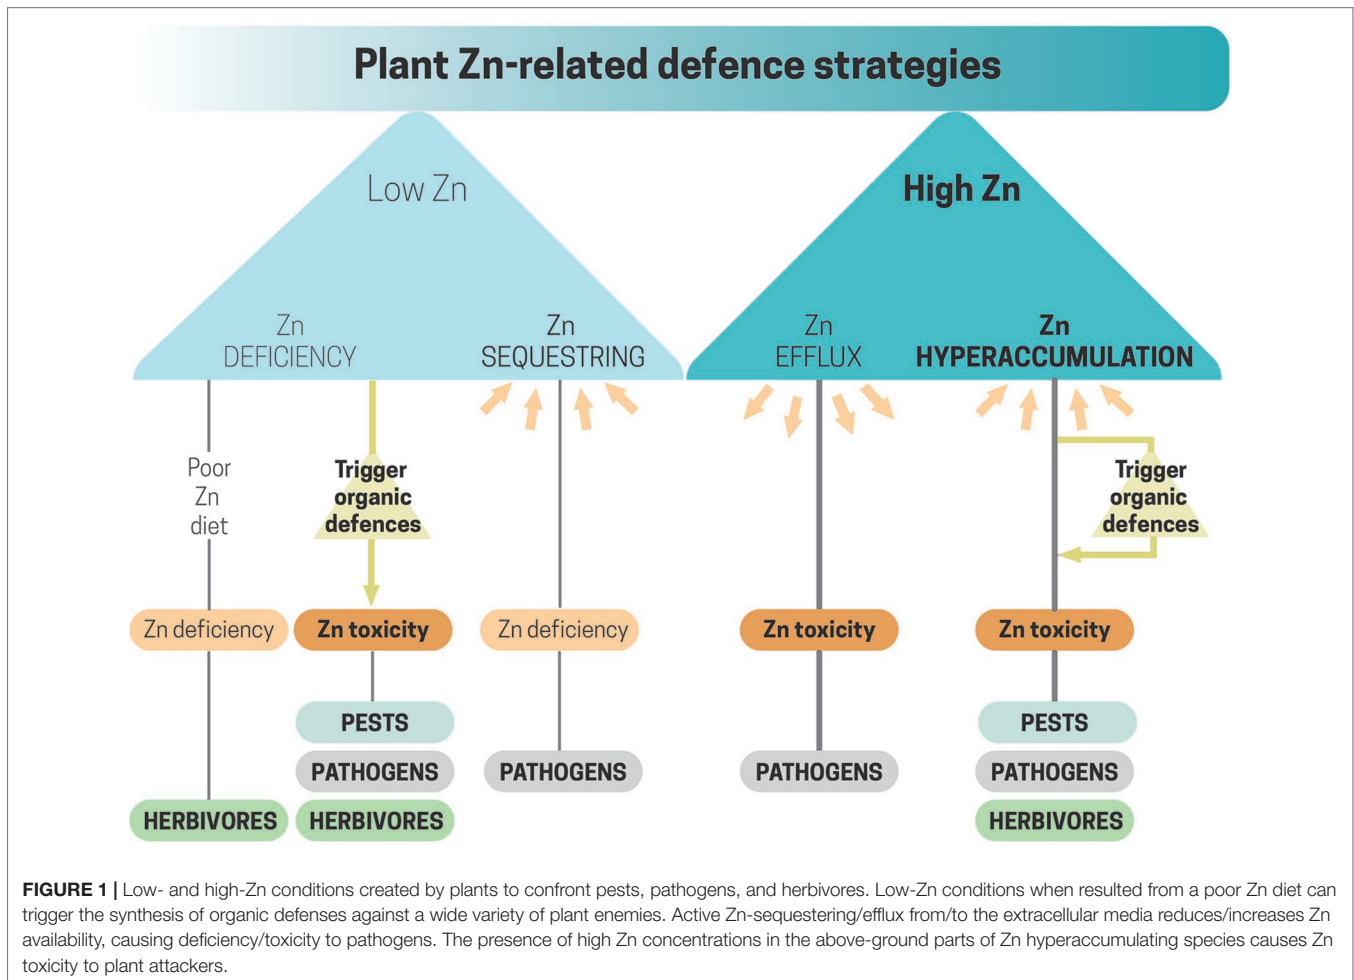 Plant Zn-related defence strategies
Low Zn
High Zn
Zn
DEFICIENCY
Zn
SEQUESTRING
Zn
EFFLUX
Zn
HYPERACCUMULATION
Poor
Zn
diet
Trigger
organic
defences
Trigger
organic
defences
Zn deficiency
Zn toxicity
Zn deficiency
Zn toxicity
Zn toxicity
PESTS
PESTS
PATHOGENS
PATHOGENS
PATHOGENS
PATHOGENS
HERBIVORES
HERBIVORES
HERBIVORES
FIGURE 1 | Low- and high-Zn conditions created by plants to confront pests, pathogens, and herbivores. Low-Zn conditions when resulted from a poor Zn diet can
trigger the synthesis of organic defenses against a wide variety of plant enemies. Active Zn-sequestering/efflux from/to the extracellular media reduces/increases Zn
availability, causing deficiency/toxicity to pathogens. The presence of high Zn concentrations in the above-ground parts of Zn hyperaccumulating species causes Zn
toxicity to plant attackers.